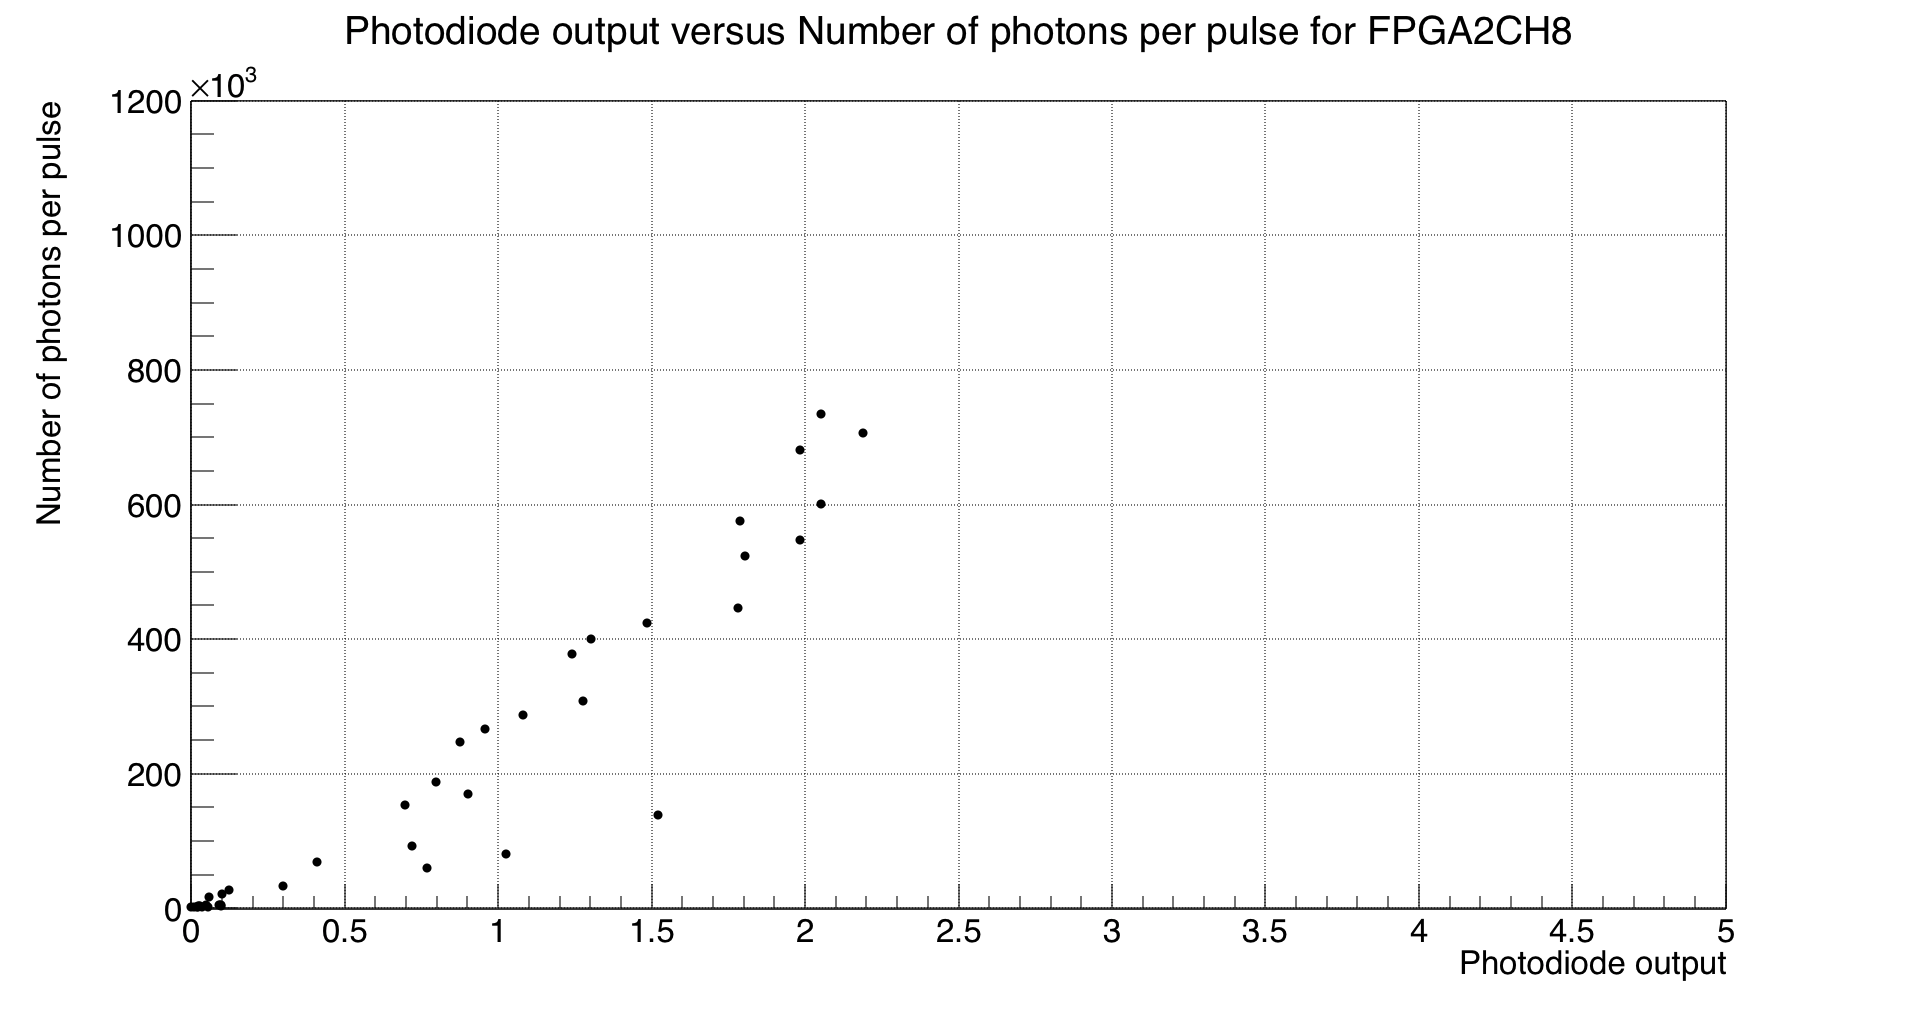 Photodiode output versus Number of photons per pulse for FPGA2CH8
×10³
Number of photons per pulse
1200
1000
800
600
400
200
0
0 0.5 1 1.5 2 2.5 3 3.5 4 4.5 5
Photodiode output